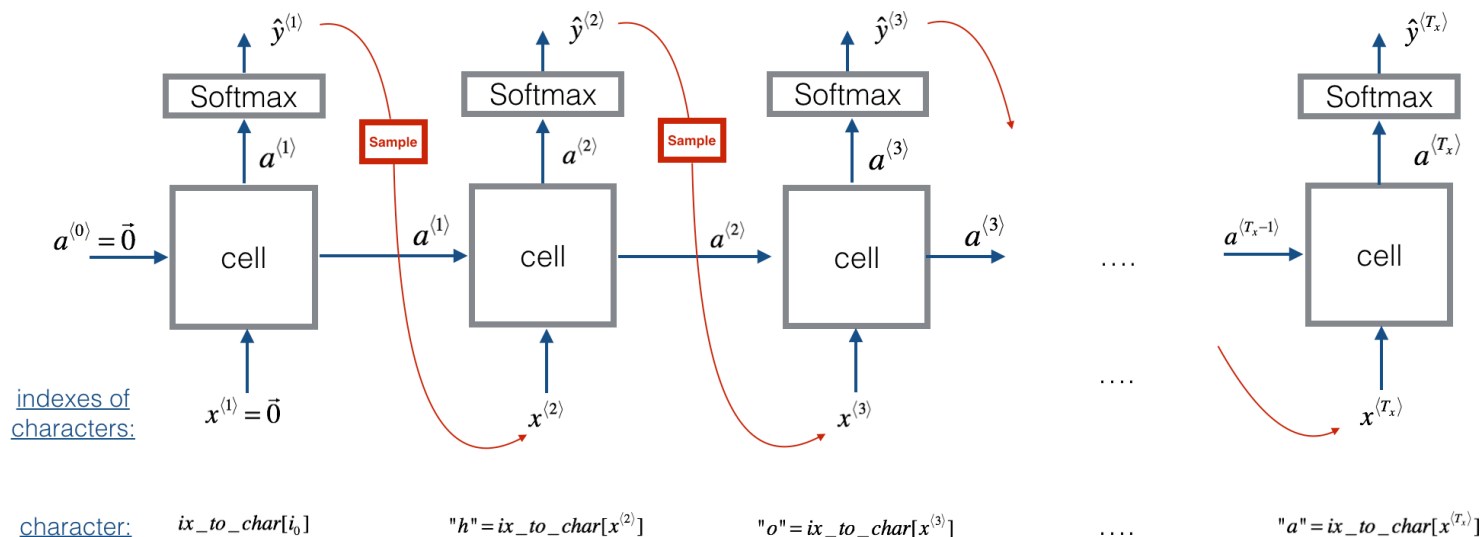 ŷ⟨1⟩ ŷ⟨2⟩ ŷ⟨3⟩ ŷ⟨Tₓ⟩
Softmax Softmax Softmax Softmax
Sample Sample
a⟨1⟩ a⟨2⟩ a⟨3⟩ a⟨Tₓ⟩
a⟨0⟩ = 0⃗ cell a⟨1⟩ cell a⟨2⟩ cell a⟨3⟩ .... a⟨Tₓ−1⟩ cell
....
indexes of
characters:
x⟨1⟩ = 0⃗ x⟨2⟩ x⟨3⟩ x⟨Tₓ⟩
character: ix_to_char[i₀] "h" = ix_to_char[x⟨2⟩] "o" = ix_to_char[x⟨3⟩] .... "a" = ix_to_char[x⟨Tₓ⟩]